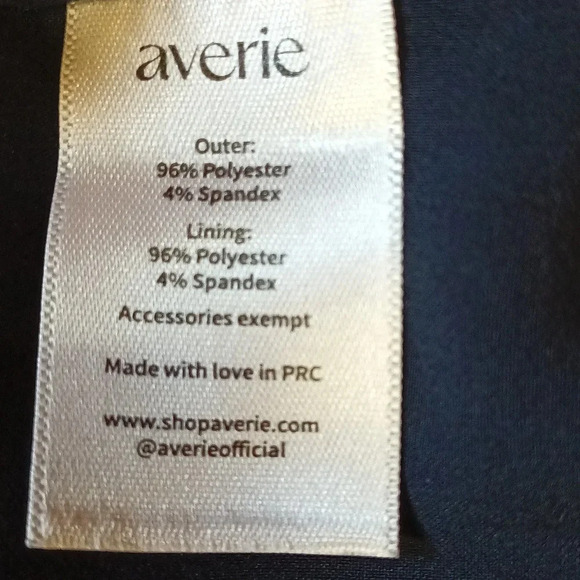 averie
Outer:
96% Polyester
4% Spandex
Lining:
96% Polyester
4% Spandex
Accessories exempt
Made with love in PRC
www.shopaverie.com
@averieofficial